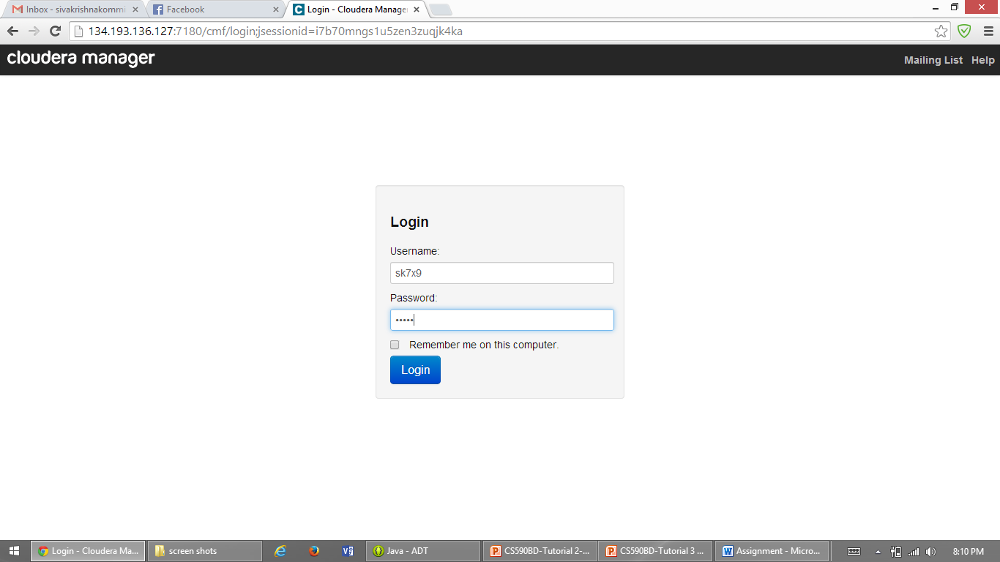 Inbox - sivakrishnakommi
Facebook
Login - Cloudera Manager
134.193.136.127:7180/cmf/login;jsessionid=i7b70mngs1u5zen3zuqjk4ka
cloudera manager
Mailing List Help
Login
Username:
sk7x9
Password:
•••••
Remember me on this computer.
Login
Login - Cloudera Ma...
screen shots
Java - ADT
CS590BD-Tutorial 2-...
CS590BD-Tutorial 3 ...
Assignment - Micro...
8:10 PM